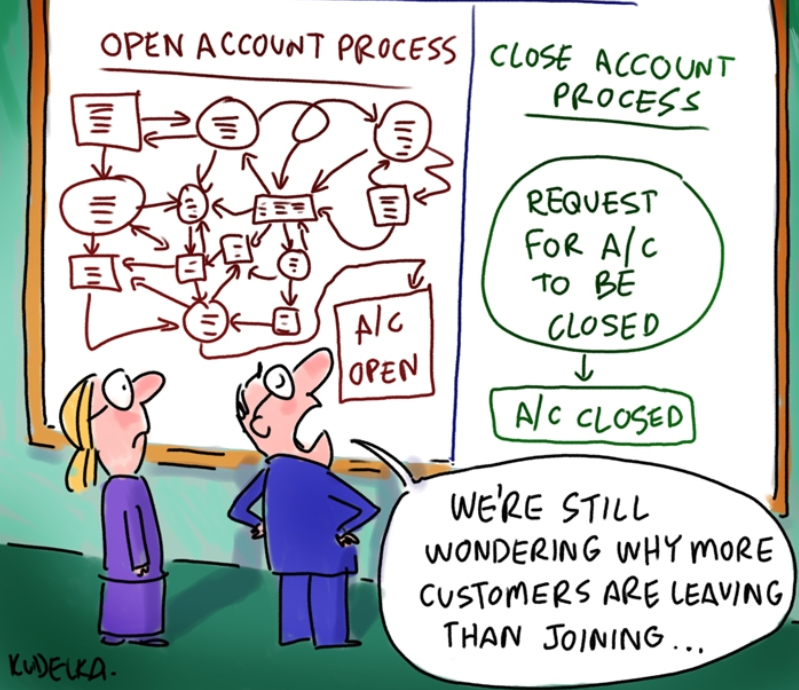 OPEN ACCOUNT PROCESS
A/C
OPEN
CLOSE ACCOUNT
PROCESS
REQUEST
FOR A/C
TO BE
CLOSED
A/C CLOSED
WE'RE STILL
WONDERING WHY MORE
CUSTOMERS ARE LEAVING
THAN JOINING...
KUDELKA.